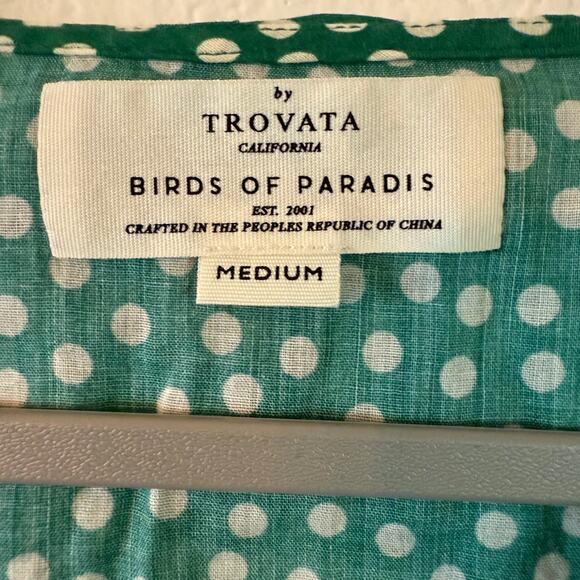 by
TROVATA
CALIFORNIA
BIRDS OF PARADIS
EST. 2001
CRAFTED IN THE PEOPLES REPUBLIC OF CHINA
MEDIUM